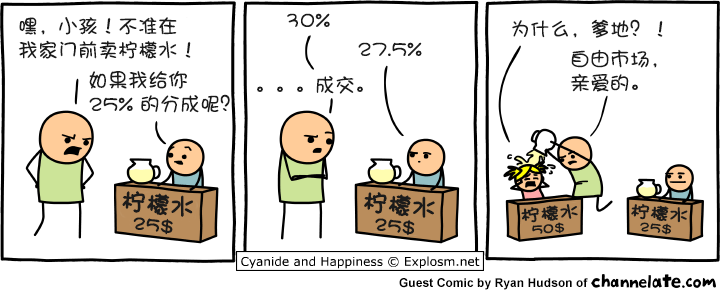 嘿，小孩！不准在
我家门前卖柠檬水！
如果我给你
25% 的分成呢？
柠檬水
25$
30%
27.5%
。。。成交。
柠檬水
25$
为什么，爹地？！
自由市场，
亲爱的。
柠檬水
50$
柠檬水
25$
Cyanide and Happiness © Explosm.net
Guest Comic by Ryan Hudson of channelate.com